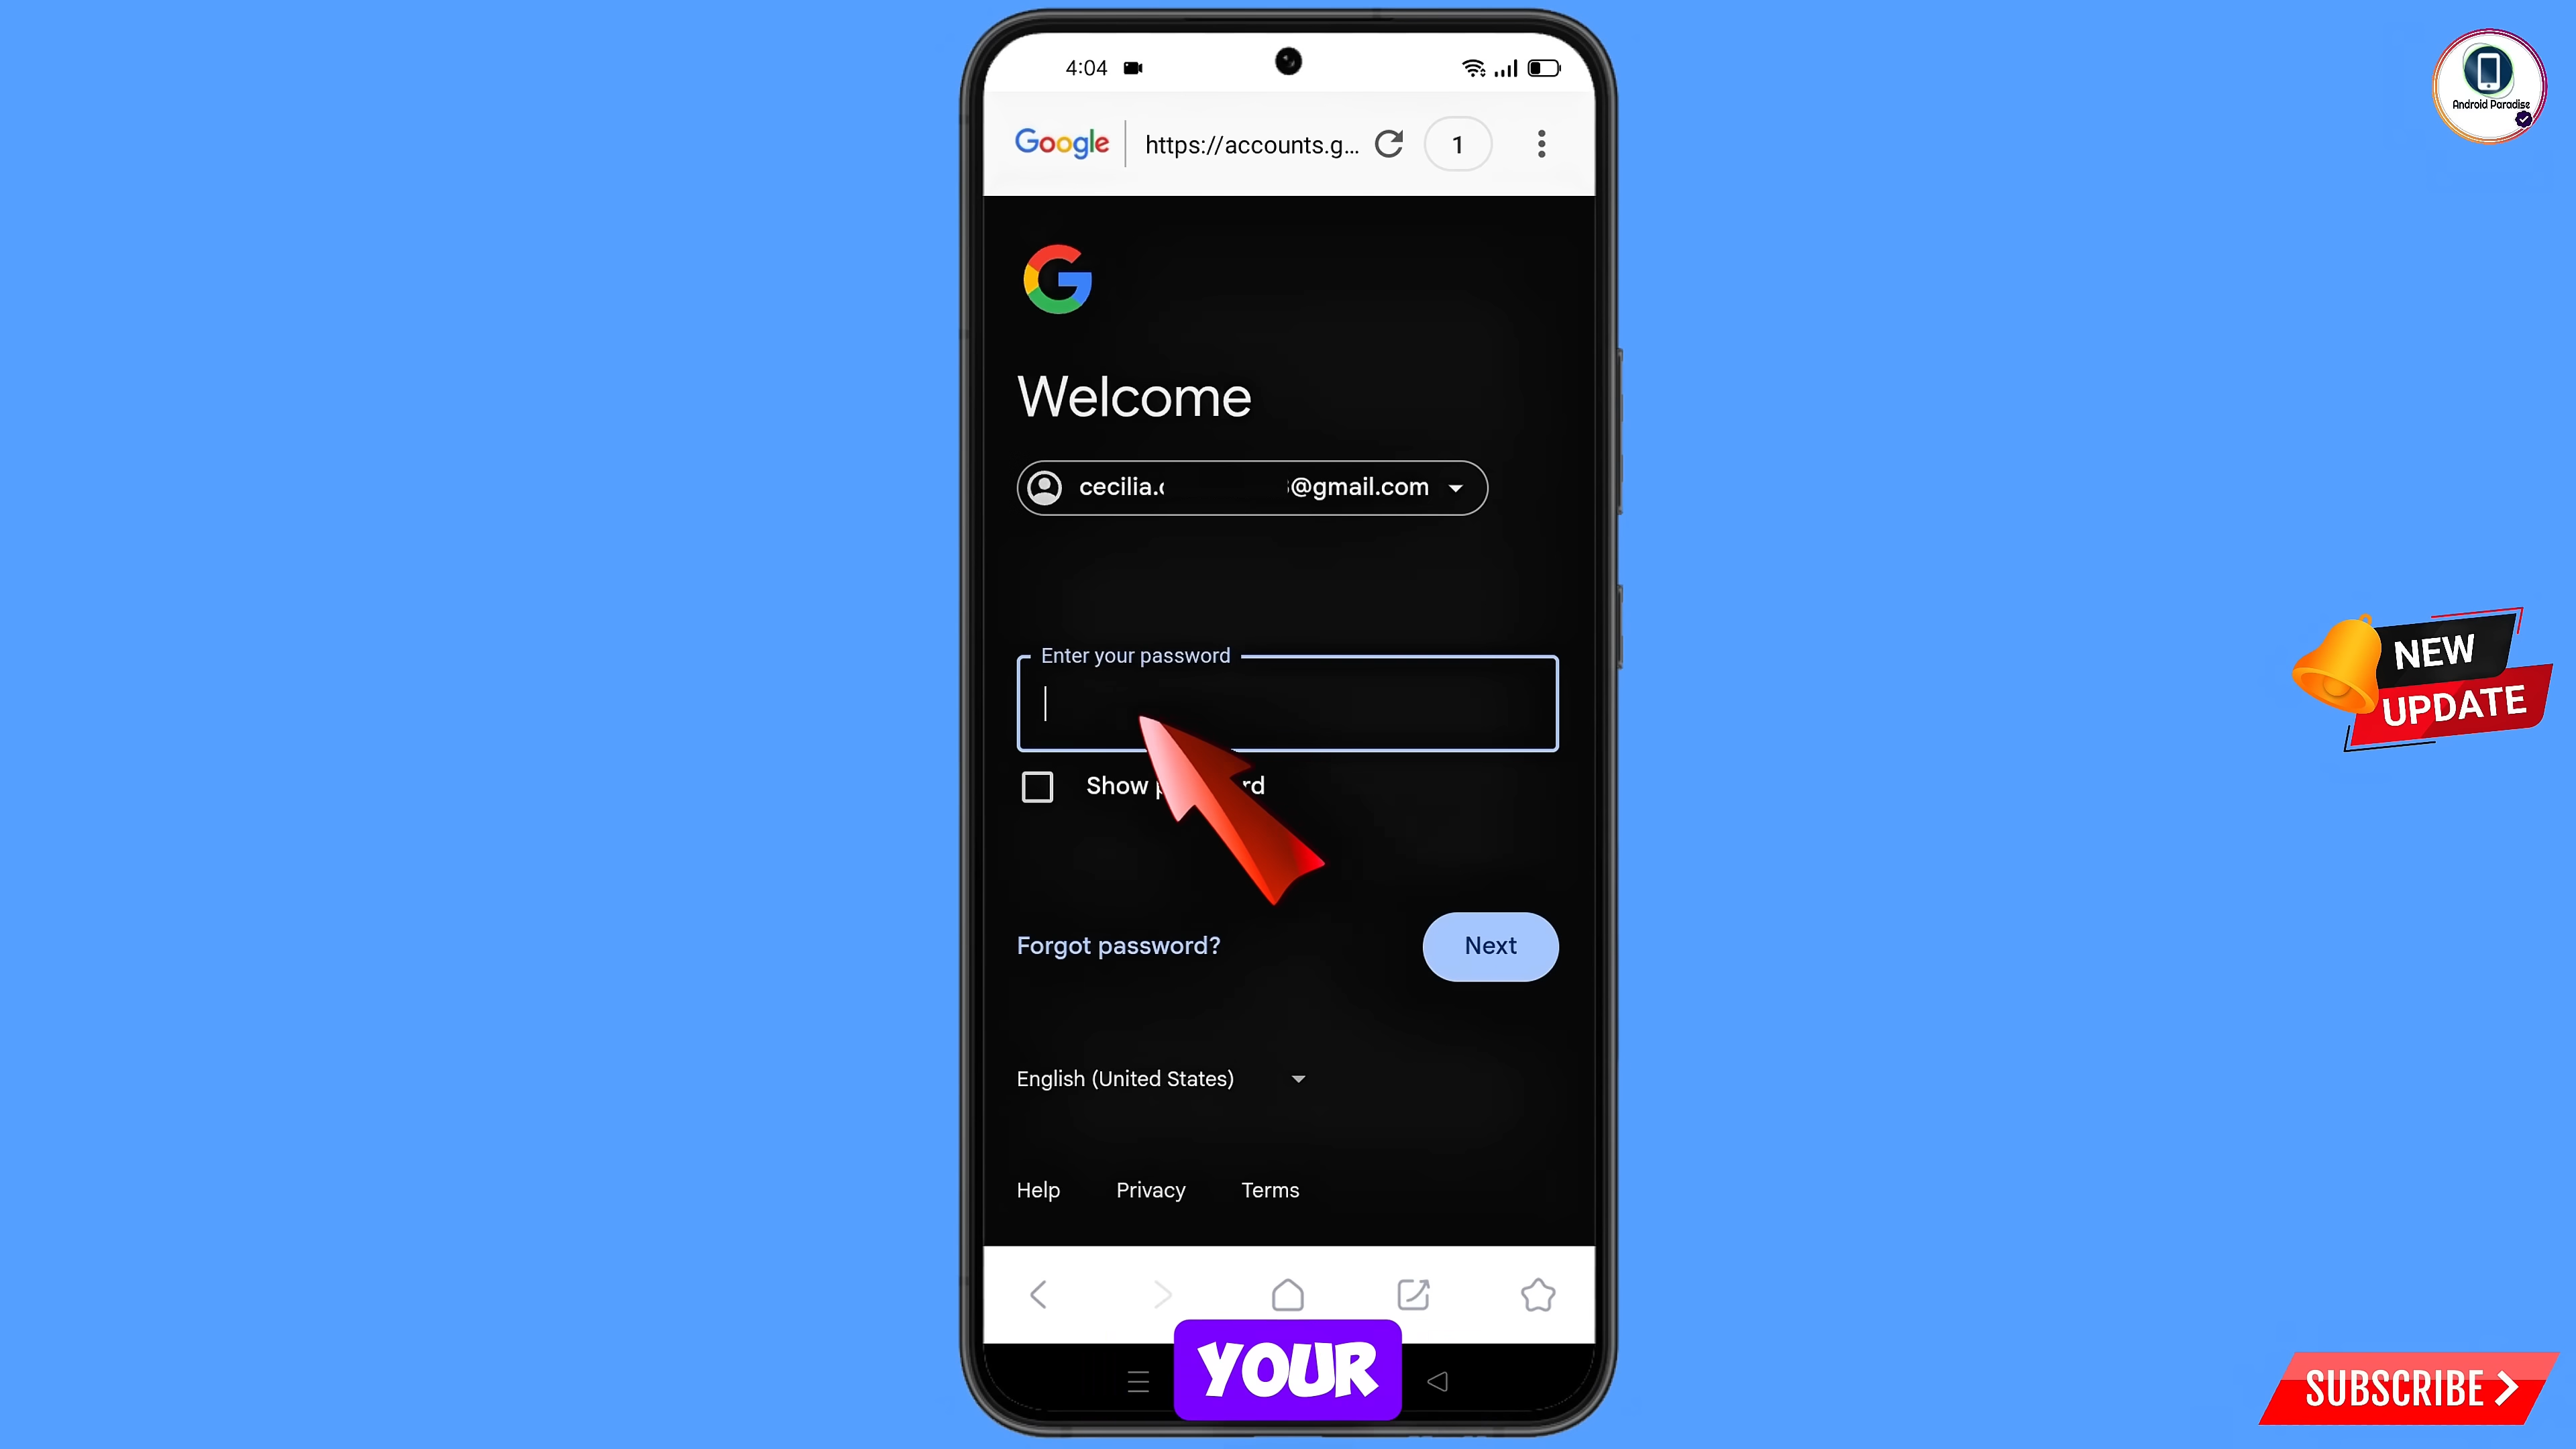 4:04
Android Paradise
Google
https://accounts.g...
1
Welcome
cecilia. @gmail.com
Enter your password
Show
Forgot password?
Next
English (United States)
Help
Privacy
Terms
NEW
UPDATE
YOUR
SUBSCRIBE